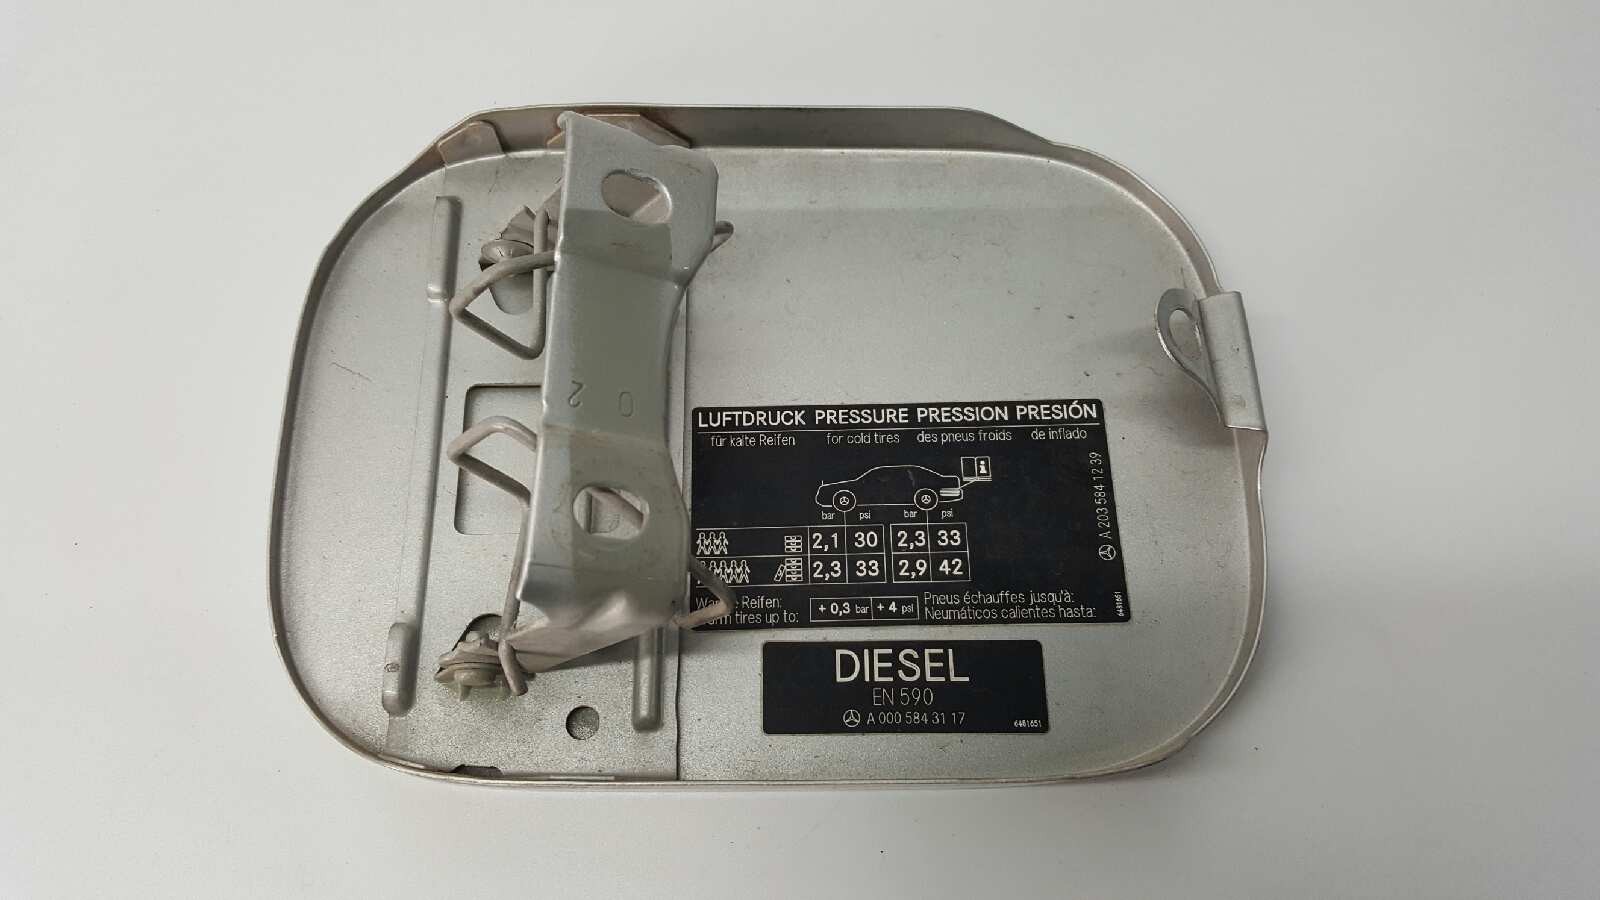 LUFTDRUCK PRESSURE PRESSION PRESIÓN
für kalte Reifen for cold tires des pneus froids de inflado
i
bar psi bar psi
2,1 30 2,3 33
2,3 33 2,9 42
Reifen: + 0,3 bar + 4 psi Pneus échauffes jusqu'à:
tires up to: Neumáticos calientes hasta:
A 203 584 12 39
6481651
DIESEL
EN 590
A 000 584 31 17
6481651
2 0